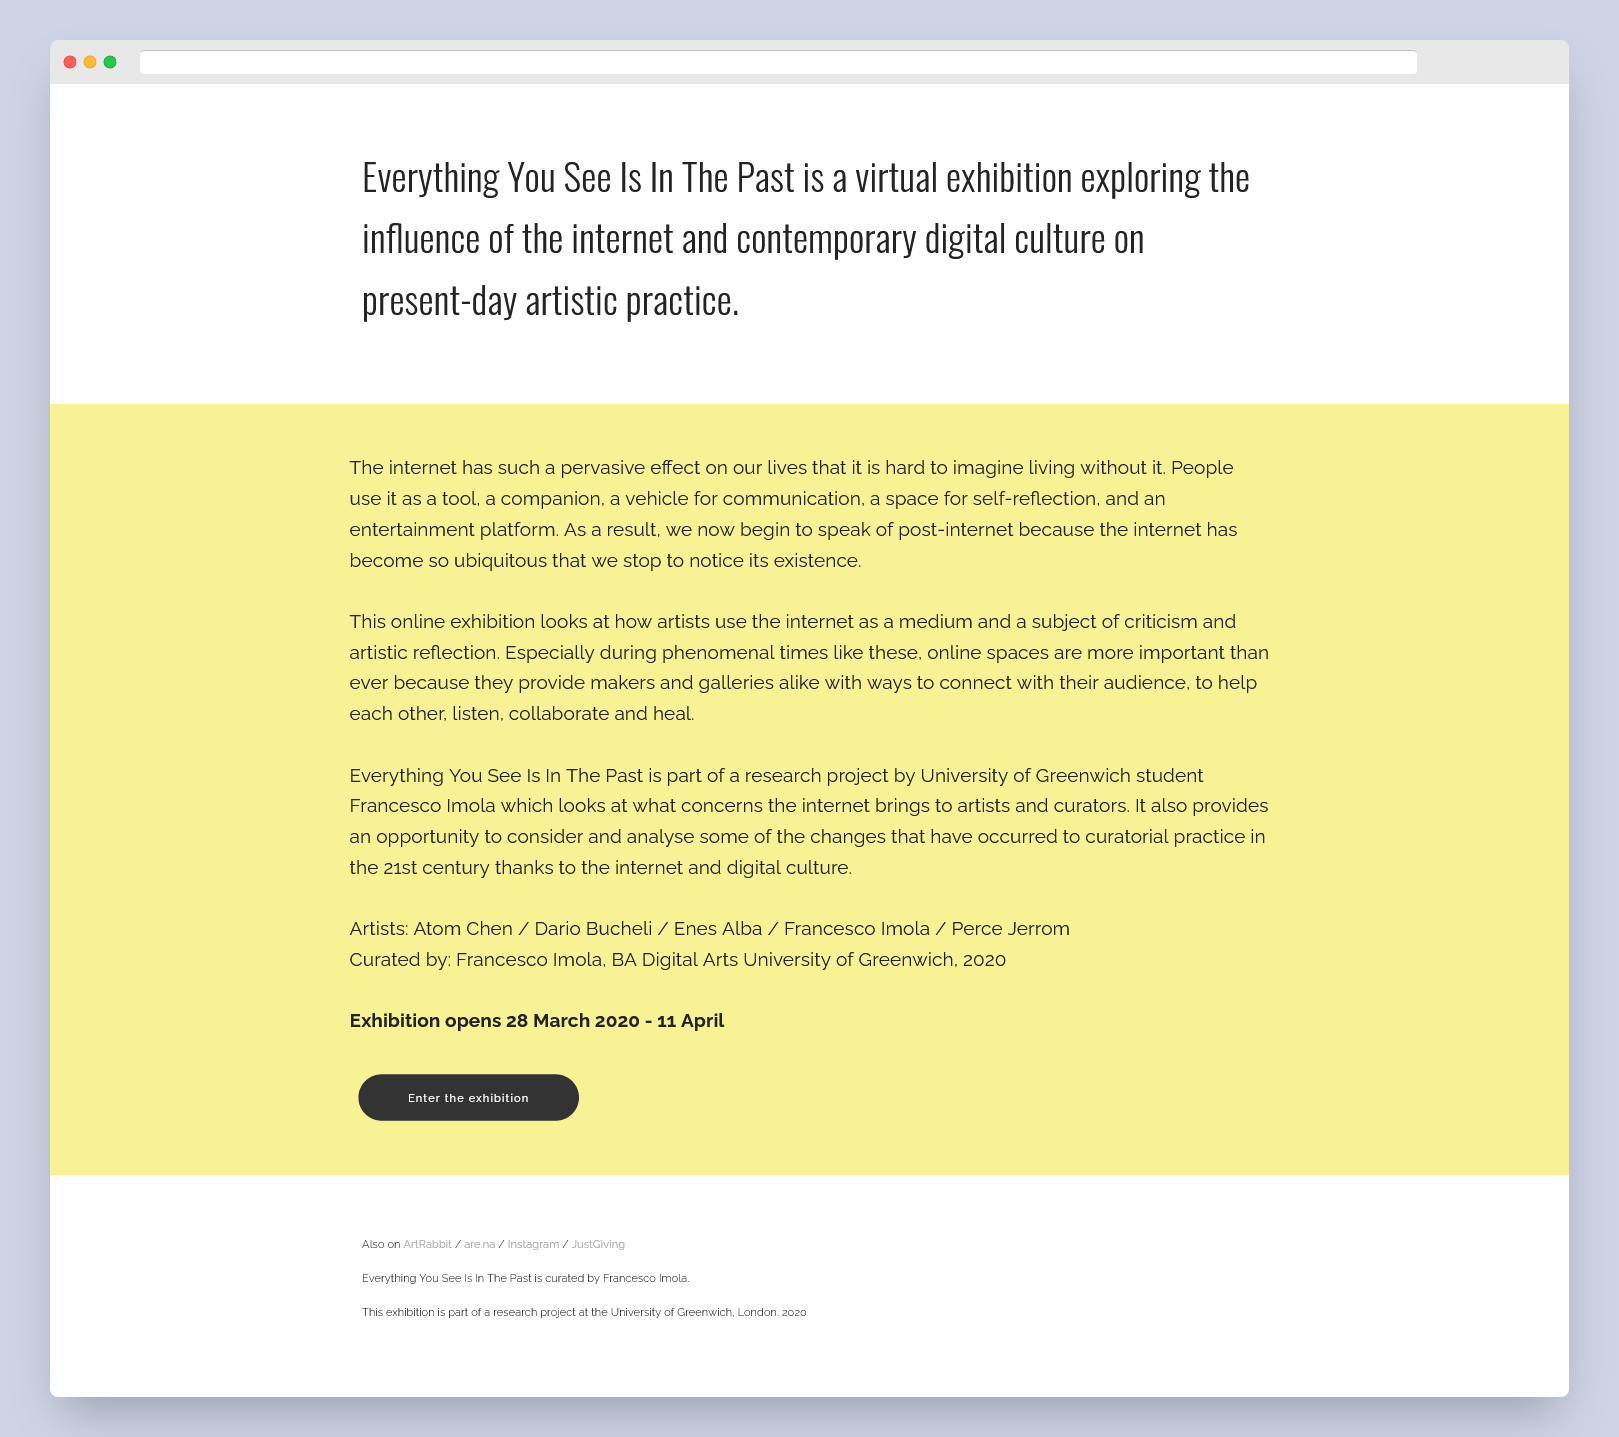 Everything You See Is In The Past is a virtual exhibition exploring the
influence of the internet and contemporary digital culture on
present-day artistic practice.
The internet has such a pervasive effect on our lives that it is hard to imagine living without it. People
use it as a tool, a companion, a vehicle for communication, a space for self-reflection, and an
entertainment platform. As a result, we now begin to speak of post-internet because the internet has
become so ubiquitous that we stop to notice its existence.
This online exhibition looks at how artists use the internet as a medium and a subject of criticism and
artistic reflection. Especially during phenomenal times like these, online spaces are more important than
ever because they provide makers and galleries alike with ways to connect with their audience, to help
each other, listen, collaborate and heal.
Everything You See Is In The Past is part of a research project by University of Greenwich student
Francesco Imola which looks at what concerns the internet brings to artists and curators. It also provides
an opportunity to consider and analyse some of the changes that have occurred to curatorial practice in
the 21st century thanks to the internet and digital culture.
Artists: Atom Chen / Dario Bucheli / Enes Alba / Francesco Imola / Perce Jerrom
Curated by: Francesco Imola, BA Digital Arts University of Greenwich, 2020
Exhibition opens 28 March 2020 - 11 April
Enter the exhibition
Also on ArtRabbit / are.na / Instagram / JustGiving
Everything You See Is In The Past is curated by Francesco Imola.
This exhibition is part of a research project at the University of Greenwich, London. 2020